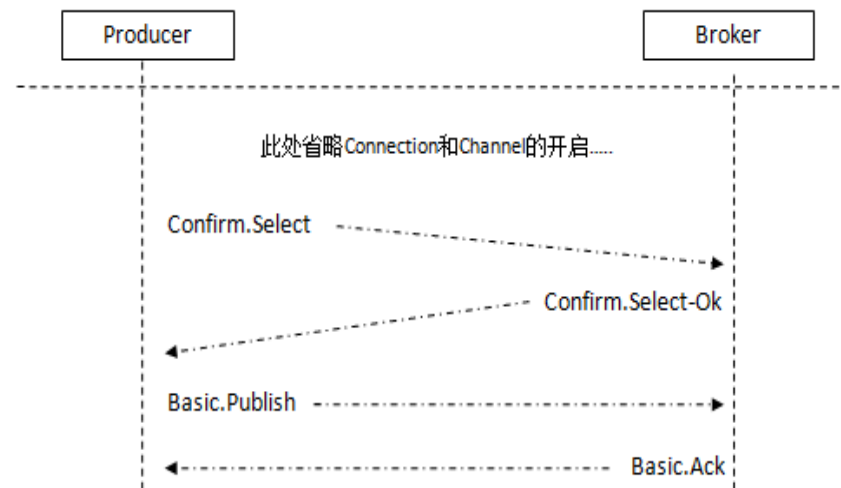 Producer
Broker
此处省略Connection和Channel的开启.....
Confirm.Select
Confirm.Select-Ok
Basic.Publish
Basic.Ack